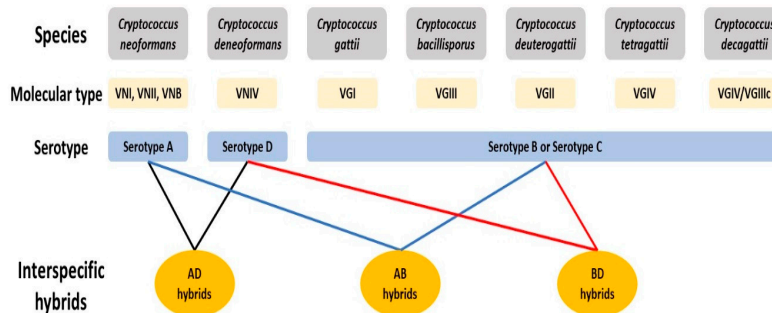 Species
Cryptococcus neoformans
Cryptococcus deneoformans
Cryptococcus gattii
Cryptococcus bacillisporus
Cryptococcus deuterogattii
Cryptococcus tetragattii
Cryptococcus decagattii
Molecular type
VNI, VNII, VNB
VNIV
VGI
VGIII
VGII
VGIV
VGIV/VGIIIc
Serotype
Serotype A
Serotype D
Serotype B or Serotype C
Interspecific
hybrids
AD
hybrids
AB
hybrids
BD
hybrids